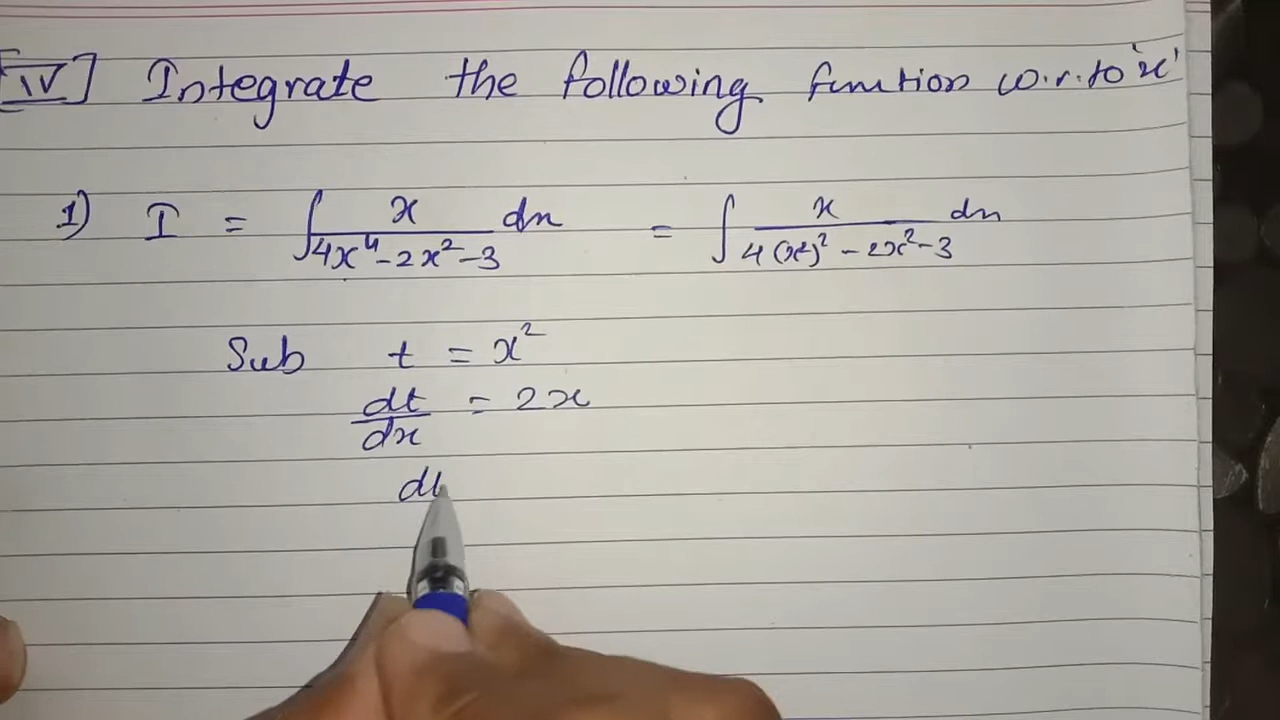 [IV] Integrate the following function w.r.to 'x'
1) I = ∫ x/(4x⁴-2x²-3) dx = ∫ x/(4(x²)²-2x²-3) dx
Sub t = x²
dt/dx = 2x
dt